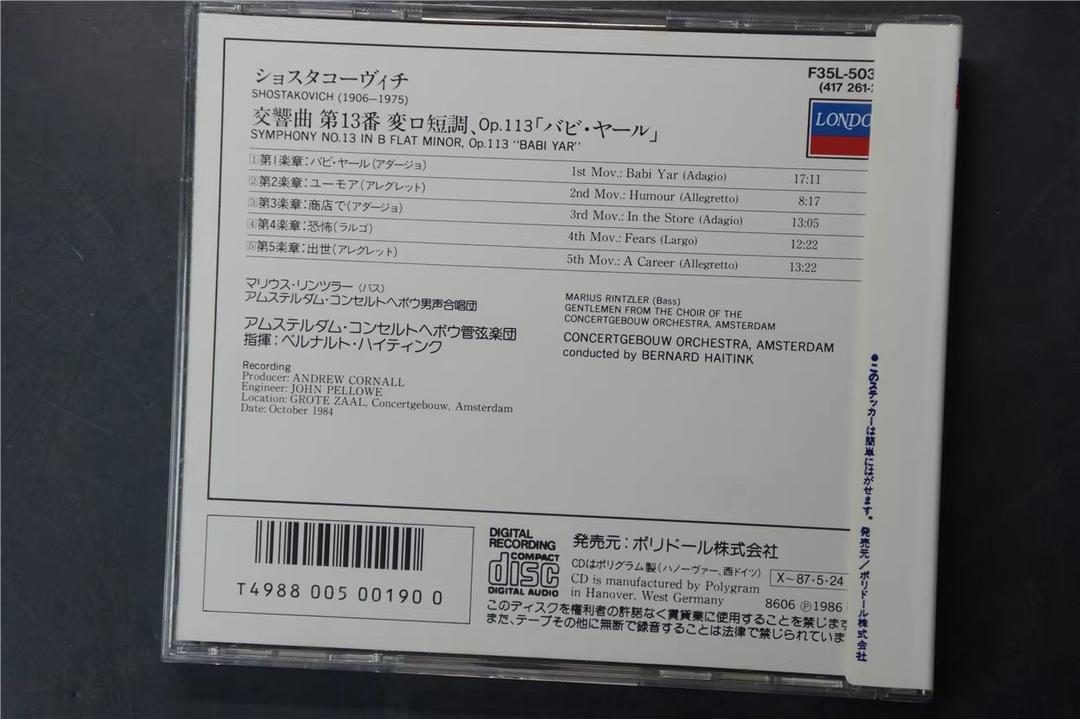 ショスタコーヴィチ
SHOSTAKOVICH (1906-1975)
交響曲 第13番 変ロ短調、Op.113「バビ・ヤール」
SYMPHONY NO.13 IN B FLAT MINOR, Op.113 "BABI YAR"
F35L-503
(417 261-2
LONDO
1第1楽章:バビ・ヤール(アダージョ) 1st Mov.: Babi Yar (Adagio) 17:11
2第2楽章:ユーモア(アレグレット) 2nd Mov.: Humour (Allegretto) 8:17
3第3楽章:商店で(アダージョ) 3rd Mov.: In the Store (Adagio) 13:05
4第4楽章:恐怖(ラルゴ) 4th Mov.: Fears (Largo) 12:22
5第5楽章:出世(アレグレット) 5th Mov.: A Career (Allegretto) 13:22
マリウス・リンツラー(バス)
アムステルダム・コンセルトヘボウ男声合唱団
アムステルダム・コンセルトヘボウ管弦楽団
指揮:ベルナルト・ハイティンク
MARIUS RINTZLER (Bass)
GENTLEMEN FROM THE CHOIR OF THE
CONCERTGEBOUW ORCHESTRA, AMSTERDAM
CONCERTGEBOUW ORCHESTRA, AMSTERDAM
conducted by BERNARD HAITINK
Recording
Producer: ANDREW CORNALL
Engineer: JOHN PELLOWE
Location: GROTE ZAAL, Concertgebouw, Amsterdam
Date: October 1984
T4988 005 00190 0
DIGITAL
RECORDING
COMPACT
disc
DIGITAL AUDIO
発売元:ポリドール株式会社
CDはポリグラム製(ハノーヴァー、西ドイツ)
CD is manufactured by Polygram
in Hanover, West Germany
X〜87・5・24
8606 Ⓟ1986
このディスクを権利者の許諾なく賃貸業に使用することを禁じます
また、テープその他に無断で録音することは法律で禁じられていま
●このステッカーは簡単にはがせます。発売元/ポリドール株式会社